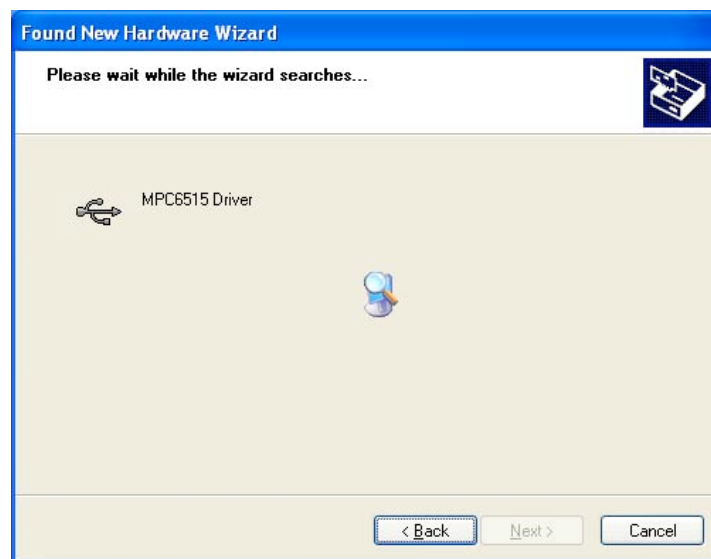 Found New Hardware Wizard
Please wait while the wizard searches...
MPC6515 Driver
< Back
Next >
Cancel